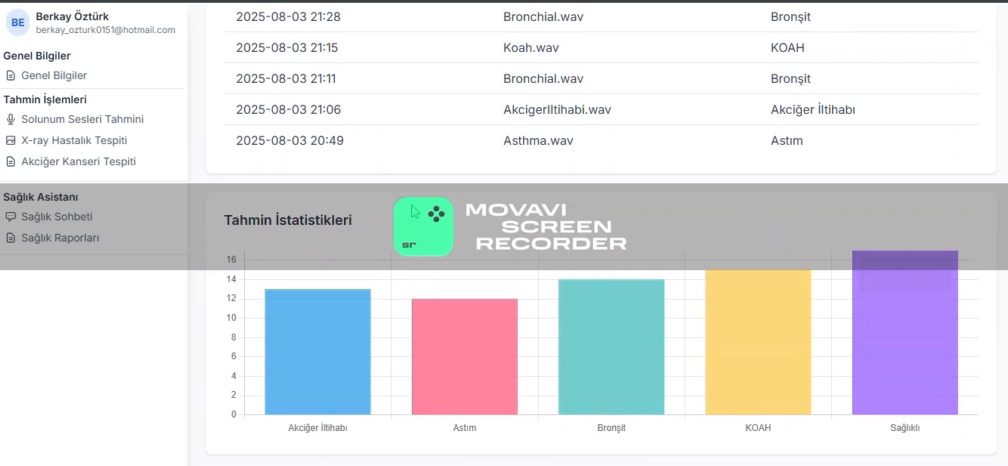 BE
Berkay Öztürk
berkay_ozturk0151@hotmail.com
Genel Bilgiler
Genel Bilgiler
Tahmin İşlemleri
Solunum Sesleri Tahmini
X-ray Hastalık Tespiti
Akciğer Kanseri Tespiti
Sağlık Asistanı
Sağlık Sohbeti
Sağlık Raporları
2025-08-03 21:28 Bronchial.wav Bronşit
2025-08-03 21:15 Koah.wav KOAH
2025-08-03 21:11 Bronchial.wav Bronşit
2025-08-03 21:06 AkcigerIltihabi.wav Akciğer İltihabı
2025-08-03 20:49 Asthma.wav Astım
Tahmin İstatistikleri
sr
MOVAVI
SCREEN
RECORDER
16
14
12
10
8
6
4
2
0
Akciğer İltihabı Astım Bronşit KOAH Sağlıklı